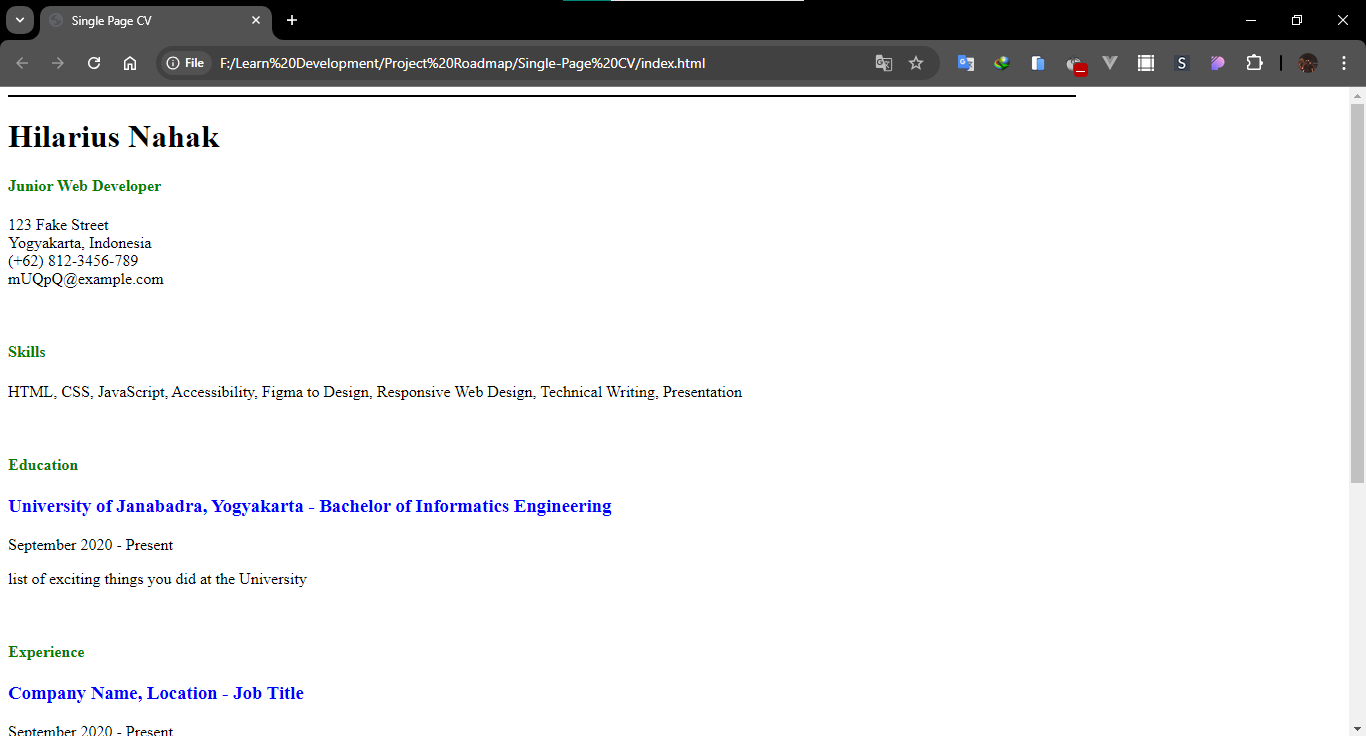 Single Page CV
File
F:/Learn%20Development/Project%20Roadmap/Single-Page%20CV/index.html
S
Hilarius Nahak
Junior Web Developer
123 Fake Street
Yogyakarta, Indonesia
(+62) 812-3456-789
mUQpQ@example.com
Skills
HTML, CSS, JavaScript, Accessibility, Figma to Design, Responsive Web Design, Technical Writing, Presentation
Education
University of Janabadra, Yogyakarta - Bachelor of Informatics Engineering
September 2020 - Present
list of exciting things you did at the University
Experience
Company Name, Location - Job Title
September 2020 - Present